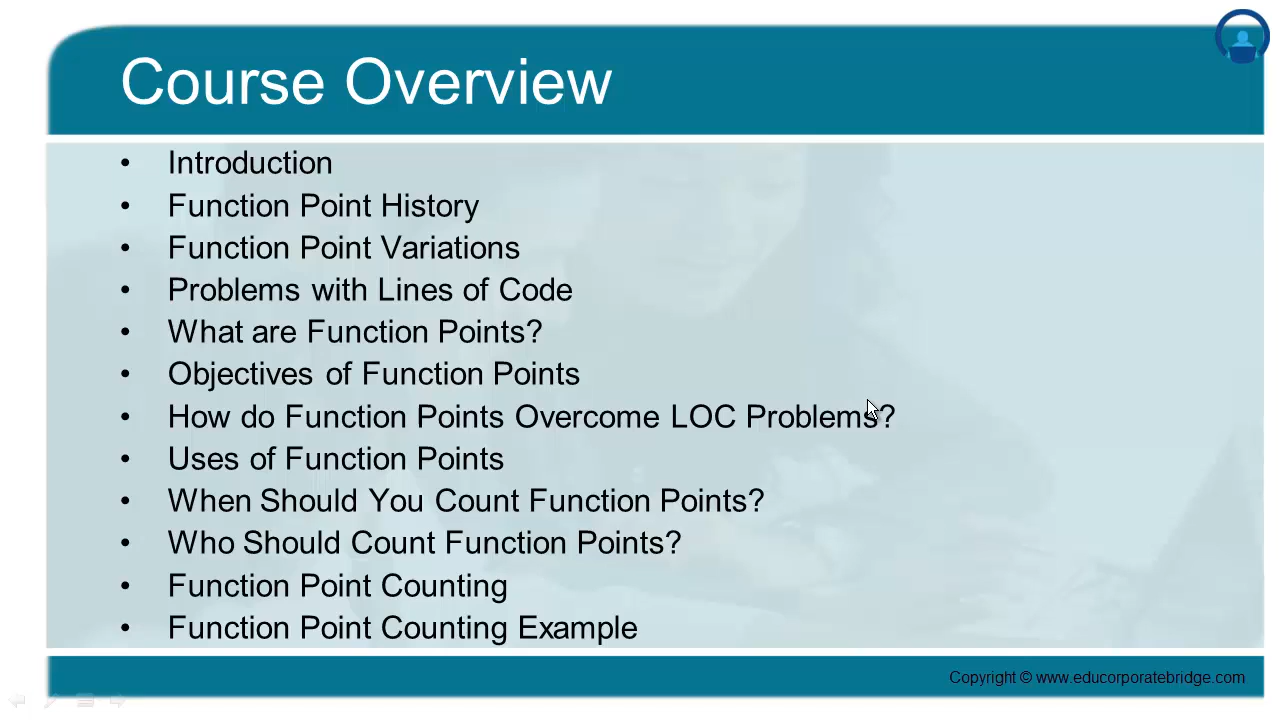 Course Overview
• Introduction
• Function Point History
• Function Point Variations
• Problems with Lines of Code
• What are Function Points?
• Objectives of Function Points
• How do Function Points Overcome LOC Problems?
• Uses of Function Points
• When Should You Count Function Points?
• Who Should Count Function Points?
• Function Point Counting
• Function Point Counting Example
Copyright © www.educorporatebridge.com